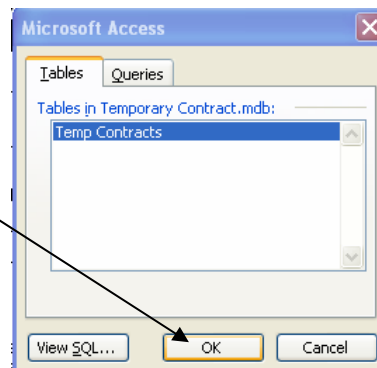 Microsoft Access
Tables Queries
Tables in Temporary Contract.mdb:
Temp Contracts
View SQL... OK Cancel